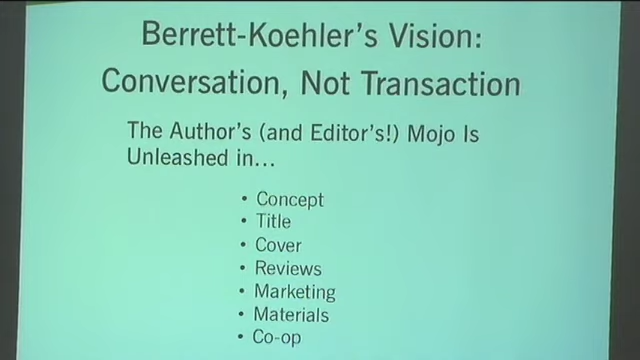 Berrett-Koehler's Vision:
Conversation, Not Transaction
The Author's (and Editor's!) Mojo Is
Unleashed in...
• Concept
• Title
• Cover
• Reviews
• Marketing
• Materials
• Co-op